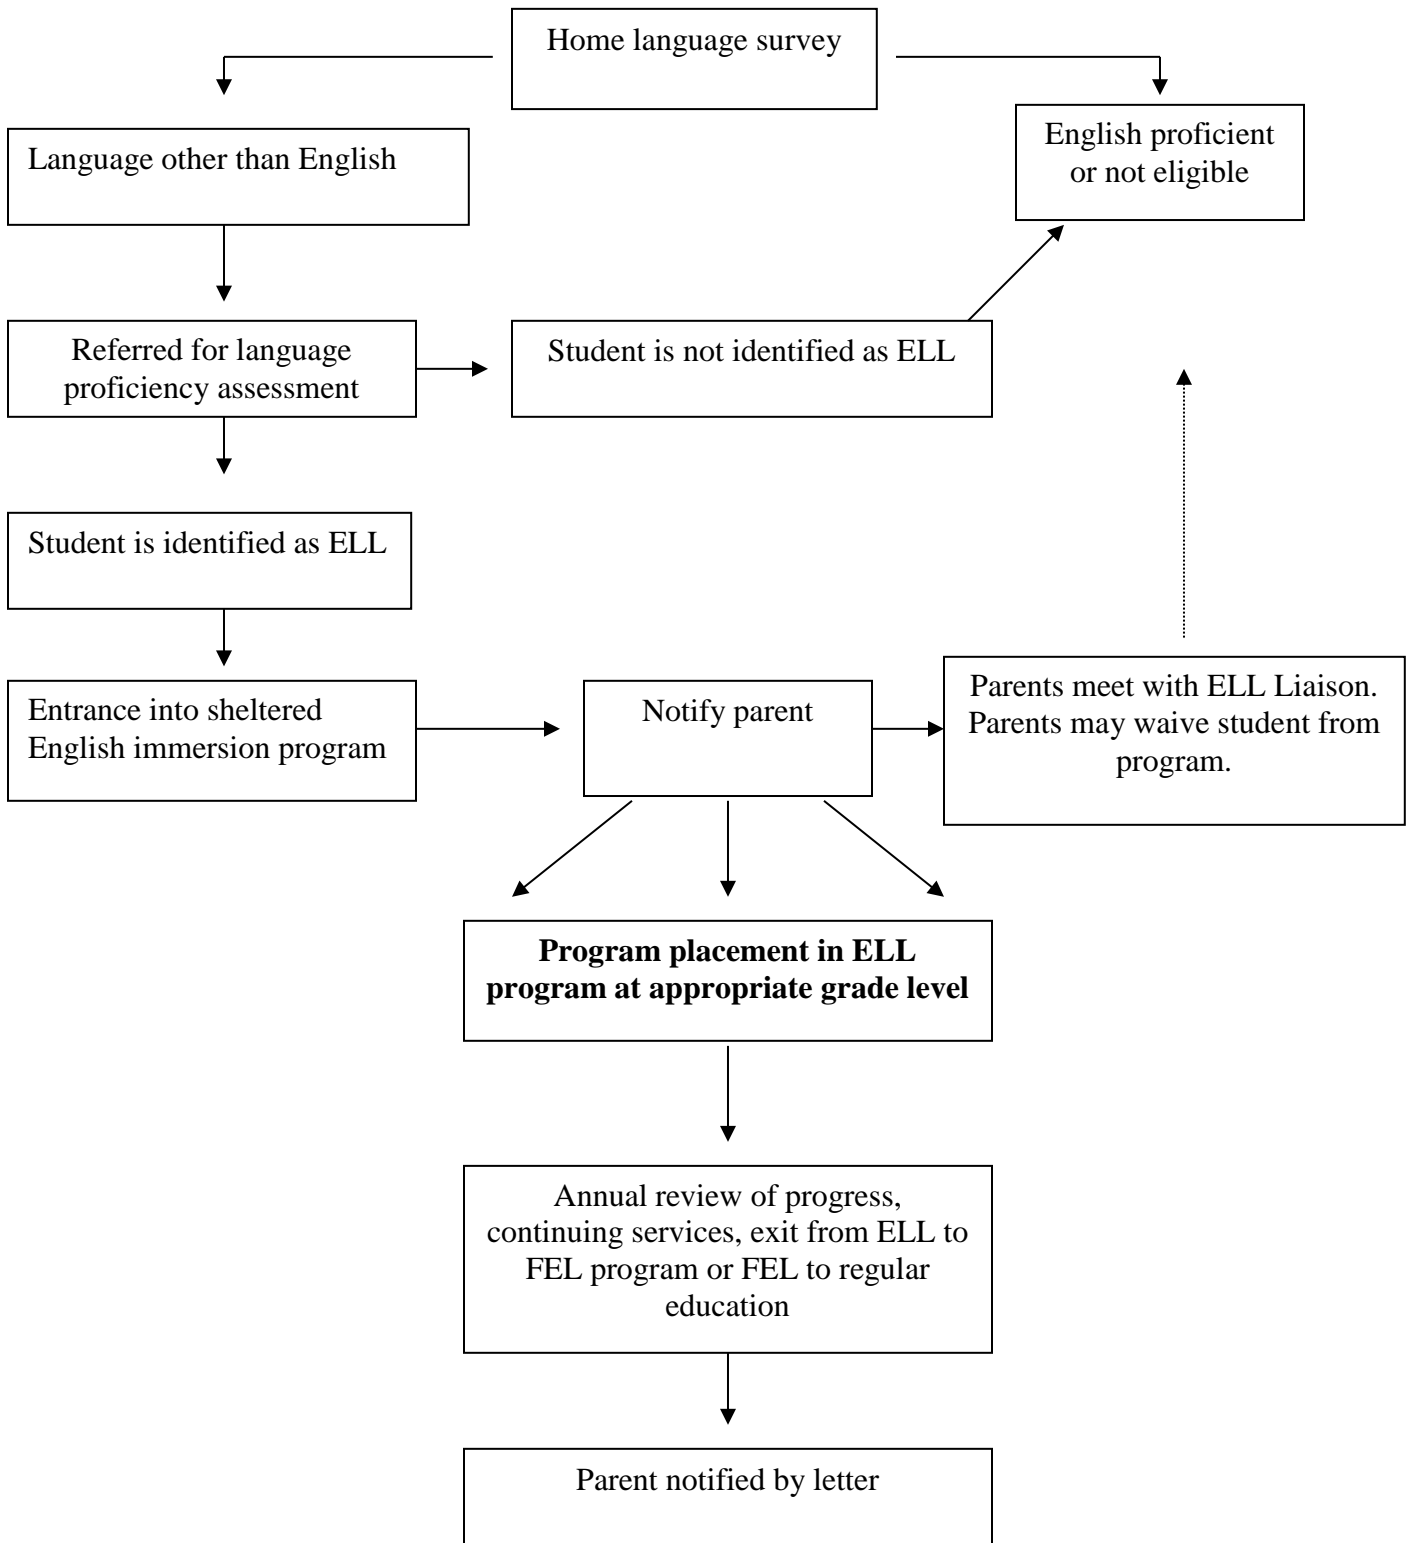 Home language survey
Language other than English
English proficient
or not eligible
Referred for language
proficiency assessment
Student is not identified as ELL
Student is identified as ELL
Entrance into sheltered
English immersion program
Notify parent
Parents meet with ELL Liaison.
Parents may waive student from
program.
Program placement in ELL
program at appropriate grade level
Annual review of progress,
continuing services, exit from ELL to
FEL program or FEL to regular
education
Parent notified by letter